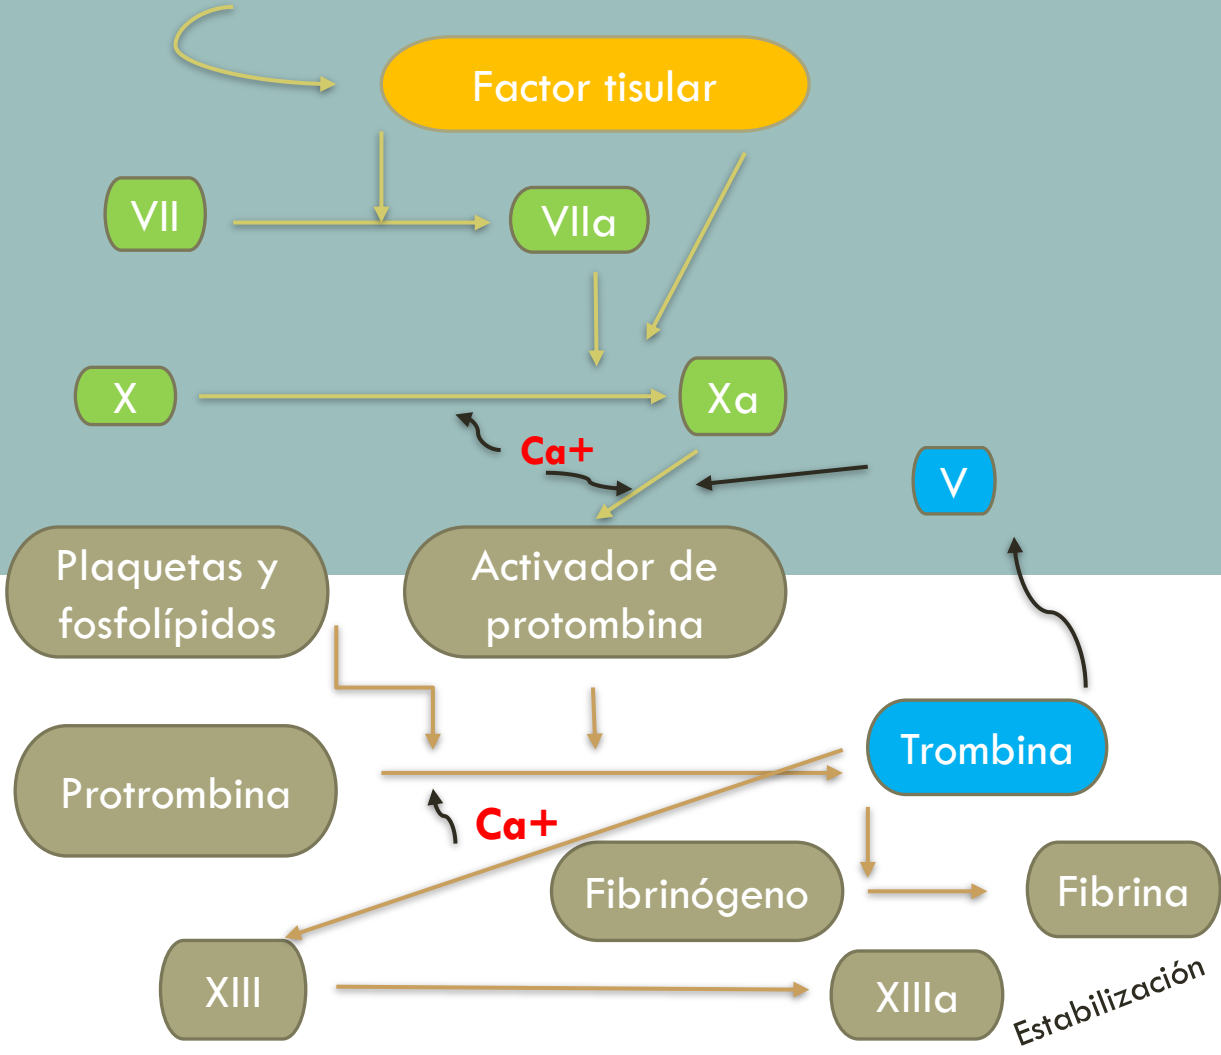 Factor tisular
VII
VIIa
X
Xa
Ca+
V
Plaquetas y
fosfolípidos
Activador de
protombina
Trombina
Protrombina
Ca+
Fibrinógeno
Fibrina
XIII
XIIIa
Estabilización